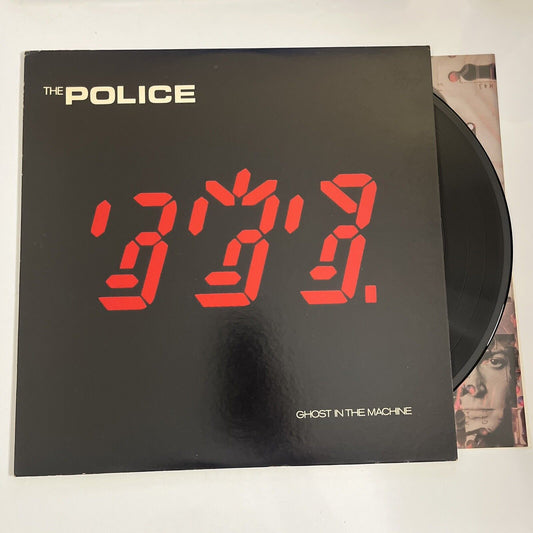 THE POLICE
GHOST IN THE MACHINE